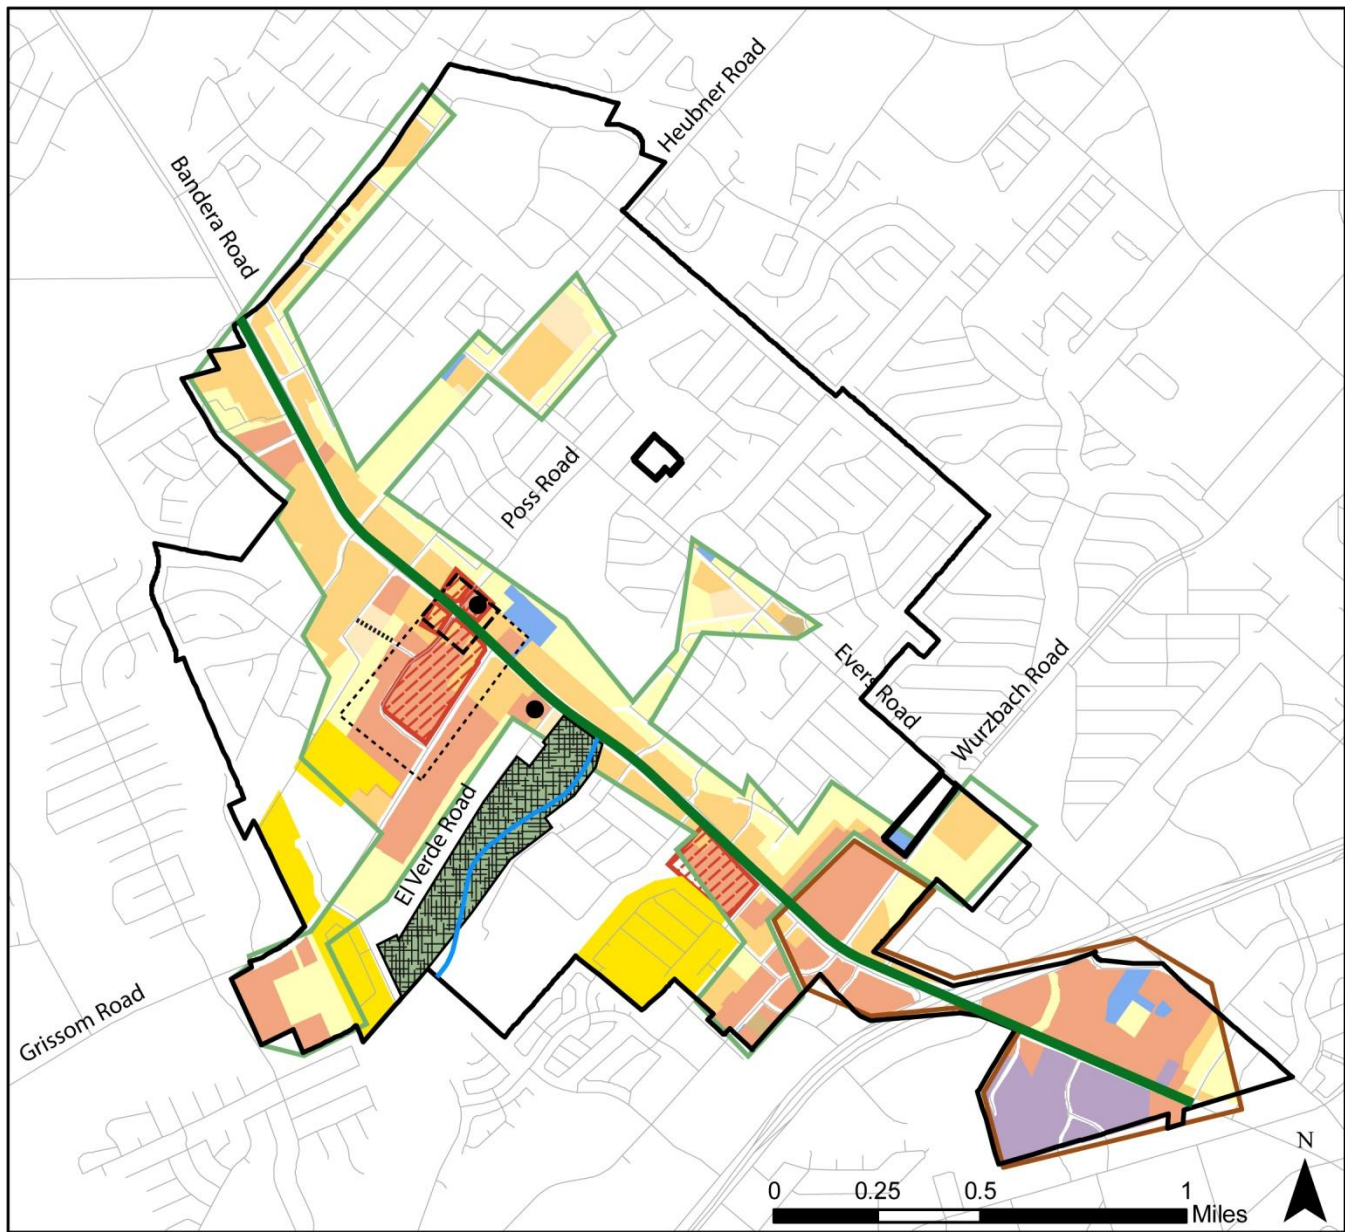 Heubner Road
Bandera Road
Poss Road
Evers Road
Wurzbach Road
El Verde Road
Grissom Road
N
0 0.25 0.5 1
Miles